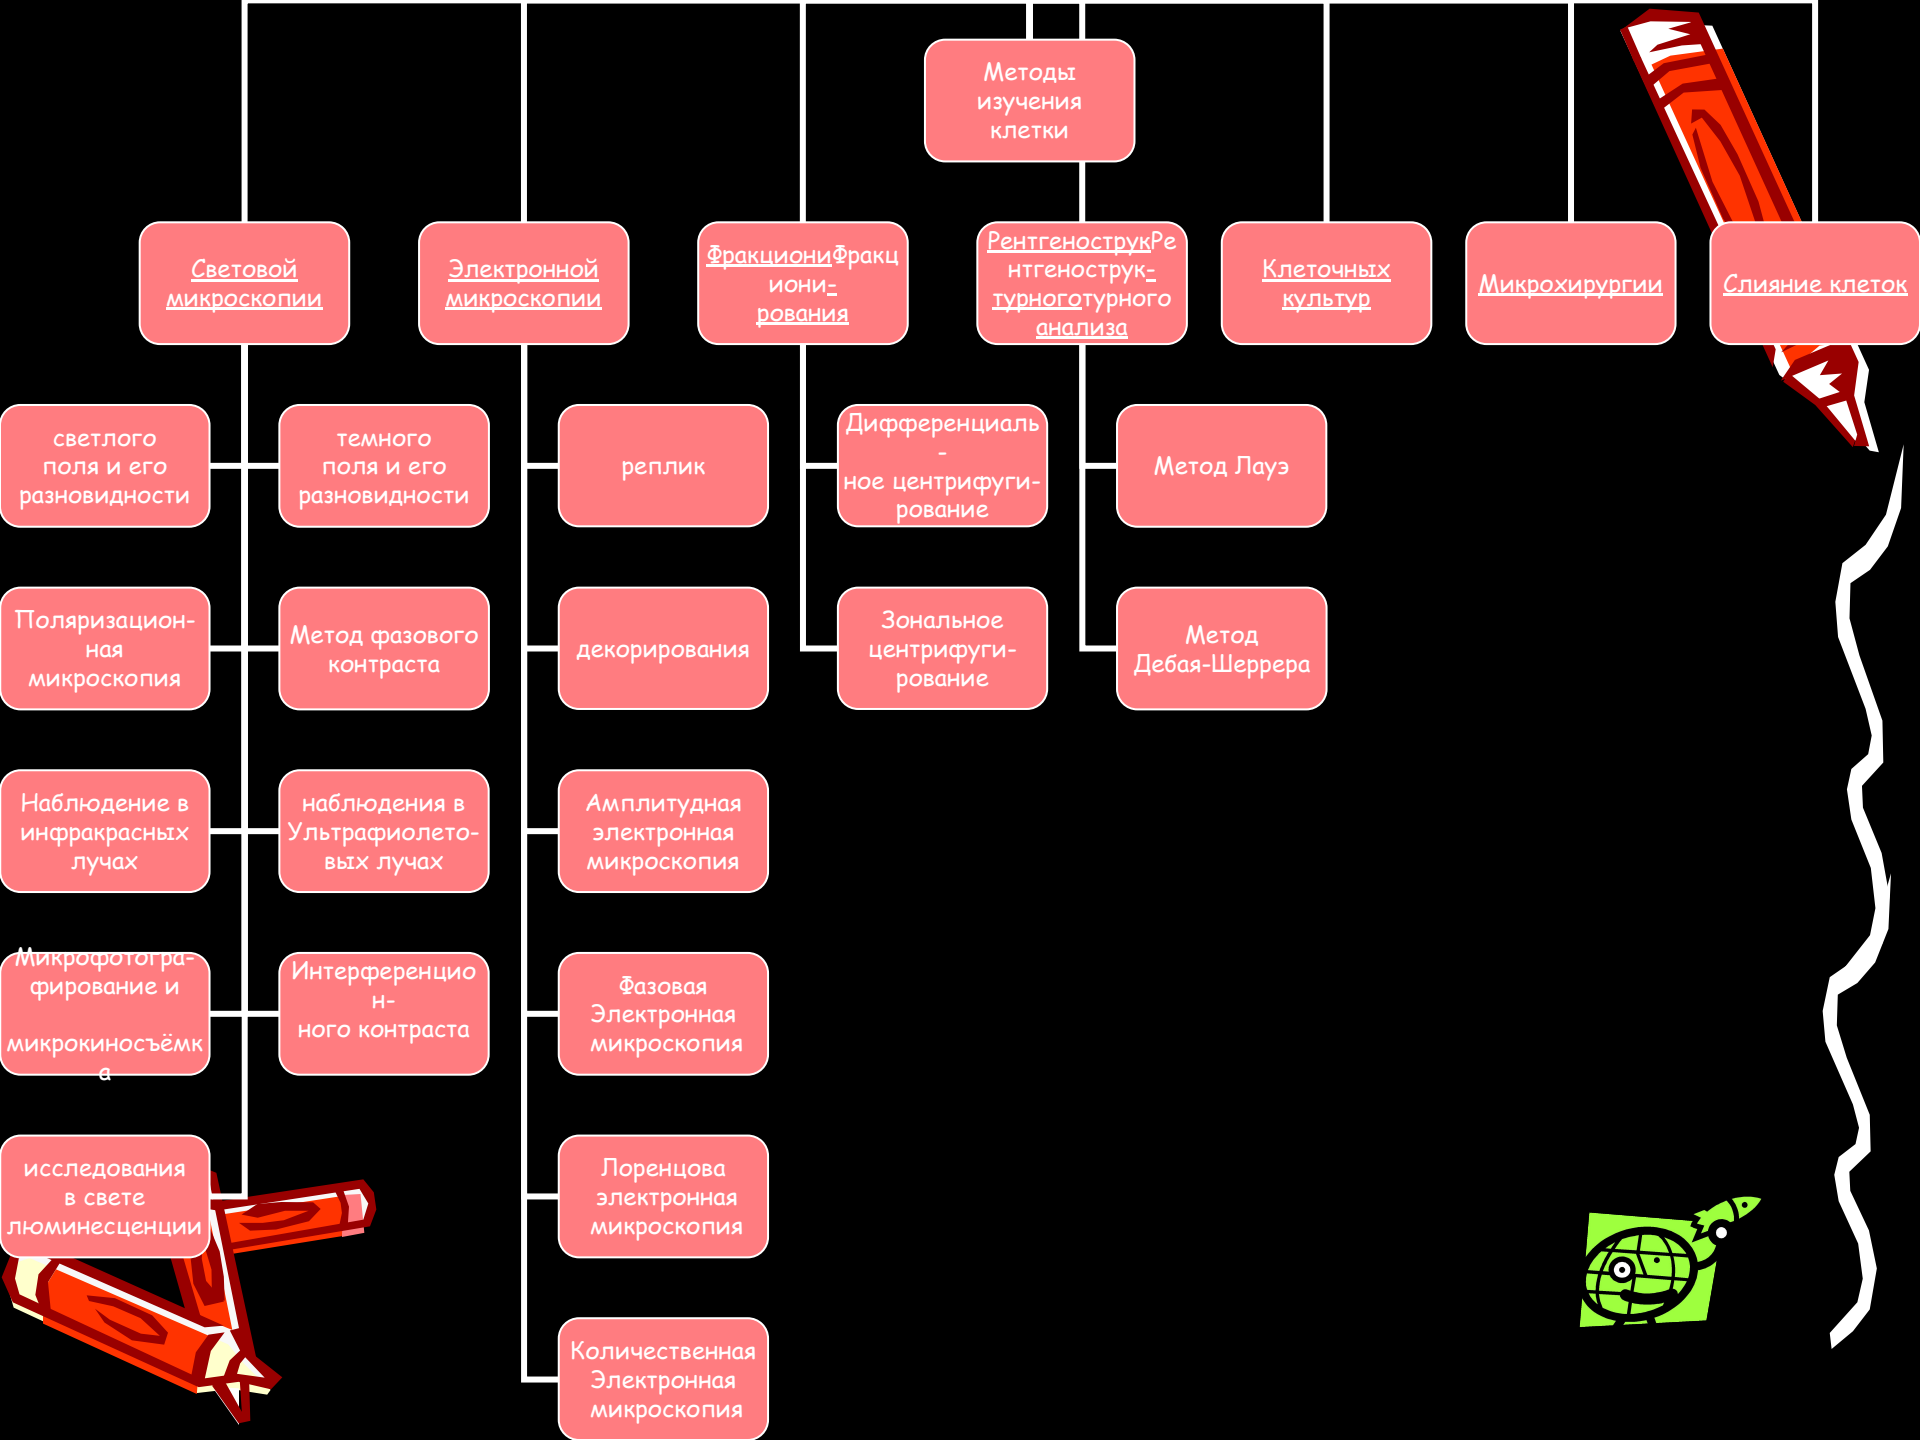 Методы
изучения
клетки
Световой
микроскопии
Электронной
микроскопии
ФракциониФракц
иони-
рования
РентгенострукРе
нтгенострук-
турноготурного
анализа
Клеточных
культур
Микрохирургии
Слияние клеток
светлого
поля и его
разновидности
темного
поля и его
разновидности
реплик
Дифференциаль
-
ное центрифуги-
рование
Метод Лауэ
Поляризацион-
ная
микроскопия
Метод фазового
контраста
декорирования
Зональное
центрифуги-
рование
Метод
Дебая-Шеррера
Наблюдение в
инфракрасных
лучах
наблюдения в
Ультрафиолето-
вых лучах
Амплитудная
электронная
микроскопия
Микрофотогра-
фирование и
микрокиносъёмк
а
Интерференцио
н-
ного контраста
Фазовая
Электронная
микроскопия
исследования
в свете
люминесценции
Лоренцова
электронная
микроскопия
Количественная
Электронная
микроскопия